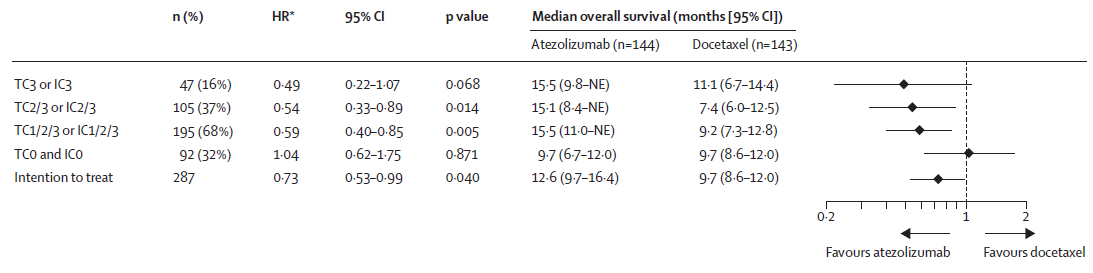 n (%) HR* 95% CI p value Median overall survival (months [95% CI])
Atezolizumab (n=144) Docetaxel (n=143)
TC3 or IC3 47 (16%) 0·49 0·22–1·07 0·068 15·5 (9·8–NE) 11·1 (6·7–14·4)
TC2/3 or IC2/3 105 (37%) 0·54 0·33–0·89 0·014 15·1 (8·4–NE) 7·4 (6·0–12·5)
TC1/2/3 or IC1/2/3 195 (68%) 0·59 0·40–0·85 0·005 15·5 (11·0–NE) 9·2 (7·3–12·8)
TC0 and IC0 92 (32%) 1·04 0·62–1·75 0·871 9·7 (6·7–12·0) 9·7 (8·6–12·0)
Intention to treat 287 0·73 0·53–0·99 0·040 12·6 (9·7–16·4) 9·7 (8·6–12·0)
0·2 1 2
Favours atezolizumab Favours docetaxel